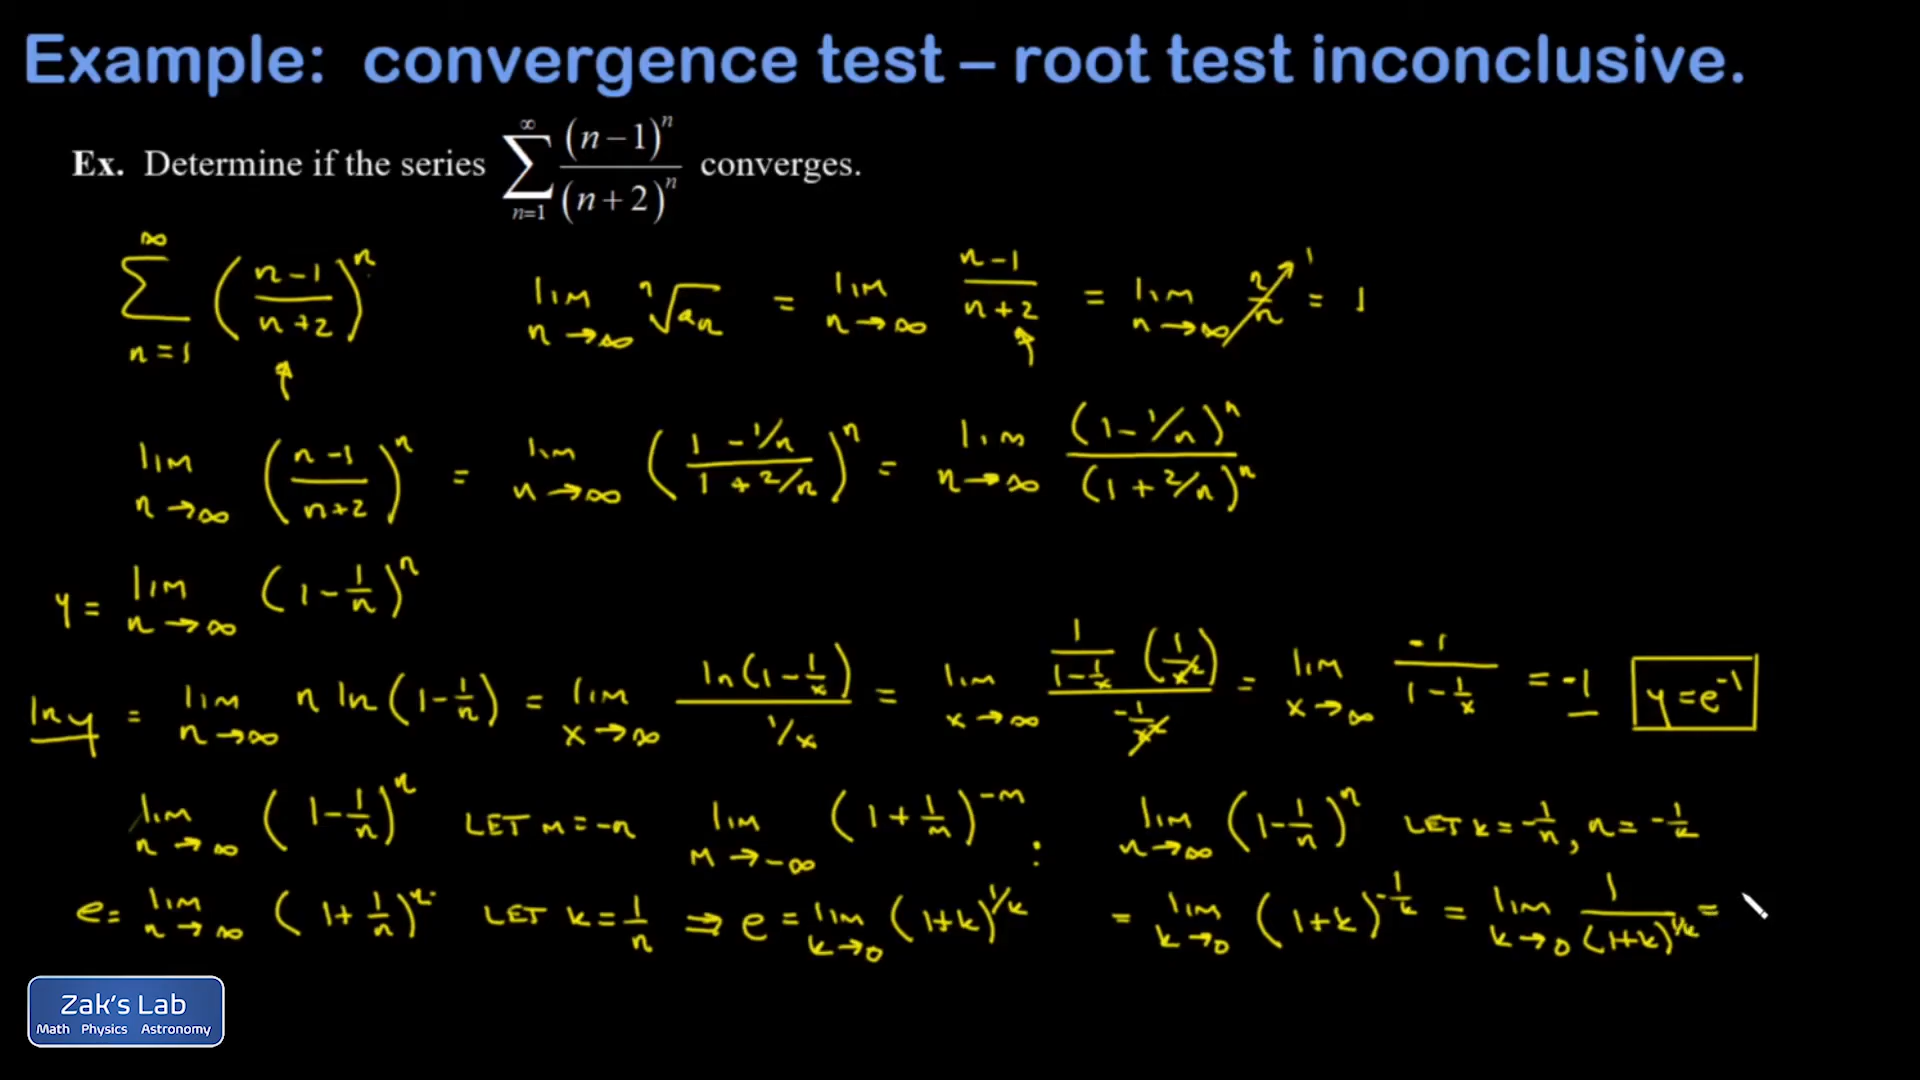 Example: convergence test – root test inconclusive.
Ex. Determine if the series ∑_{n=1}^{∞} (n−1)^n / (n+2)^n converges.
∑_{n=1}^{∞} ((n−1)/(n+2))^n   lim_{n→∞} ⁿ√a_n = lim_{n→∞} (n−1)/(n+2) = lim_{n→∞} n/n ↗1 = 1
lim_{n→∞} ((n−1)/(n+2))^n = lim_{n→∞} ((1 − 1/n)/(1 + 2/n))^n = lim_{n→∞} (1 − 1/n)^n / (1 + 2/n)^n
y = lim_{n→∞} (1 − 1/n)^n
ln y = lim_{n→∞} n ln(1 − 1/n) = lim_{x→∞} ln(1 − 1/x) / (1/x) = lim_{x→∞} (1/(1 − 1/x)) (1/x²) / (−1/x²) = lim_{x→∞} −1/(1 − 1/x) = −1   y = e^{−1}
lim_{n→∞} (1 − 1/n)^n LET m = −n lim_{m→−∞} (1 + 1/m)^{−m} :   lim_{n→∞} (1 − 1/n)^n LET k = −1/n, n = −1/k
e = lim_{n→∞} (1 + 1/n)^n LET k = 1/n ⇒ e = lim_{k→0} (1+k)^{1/k}   = lim_{k→0} (1+k)^{−1/k} = lim_{k→0} 1/(1+k)^{1/k} =
Zak's Lab
Math Physics Astronomy